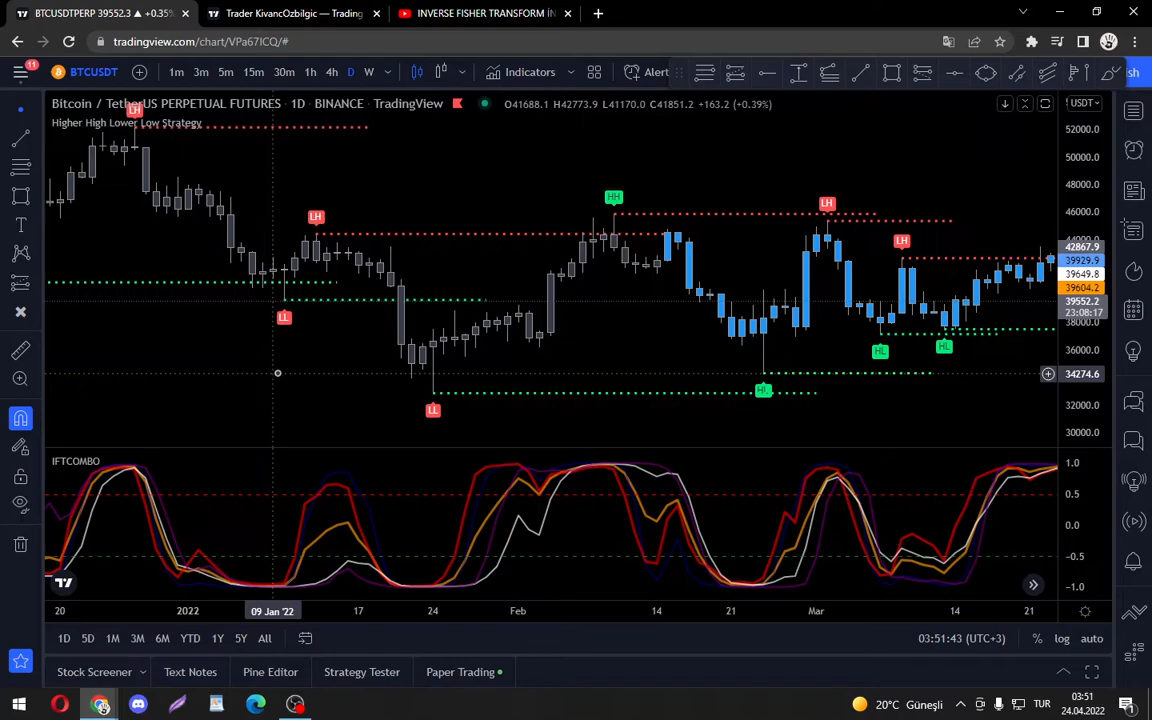 BTCUSDTPERP 39552.3 ▲ +0.35%
Trader KivancOzbilgic — Trading
INVERSE FISHER TRANSFORM İN
tradingview.com/chart/VPa67ICQ/#
11
BTCUSDT
1m 3m 5m 15m 30m 1h 4h D W
Indicators
Alert
sh
Bitcoin / TetherUS PERPETUAL FUTURES · 1D · BINANCE · TradingView
O41688.1 H42773.9 L41170.0 C41851.2 +163.2 (+0.39%)
USDT
Higher High Lower Low Strategy
LH
LH
HH
LH
LH
LL
LL
HL
HL
HL
52000.0
50000.0
48000.0
46000.0
44000.0
42867.9
39929.9
39649.8
39604.2
39552.2
23:08:17
38000.0
36000.0
34274.6
32000.0
30000.0
IFTCOMBO
1.0
0.5
0.0
−0.5
−1.0
20 2022 09 Jan '22 17 24 Feb 14 21 Mar 14 21
1D 5D 1M 3M 6M YTD 1Y 5Y All
03:51:43 (UTC+3)
% log auto
Stock Screener Text Notes Pine Editor Strategy Tester Paper Trading
20°C Güneşli
TUR
03:51
24.04.2022
1